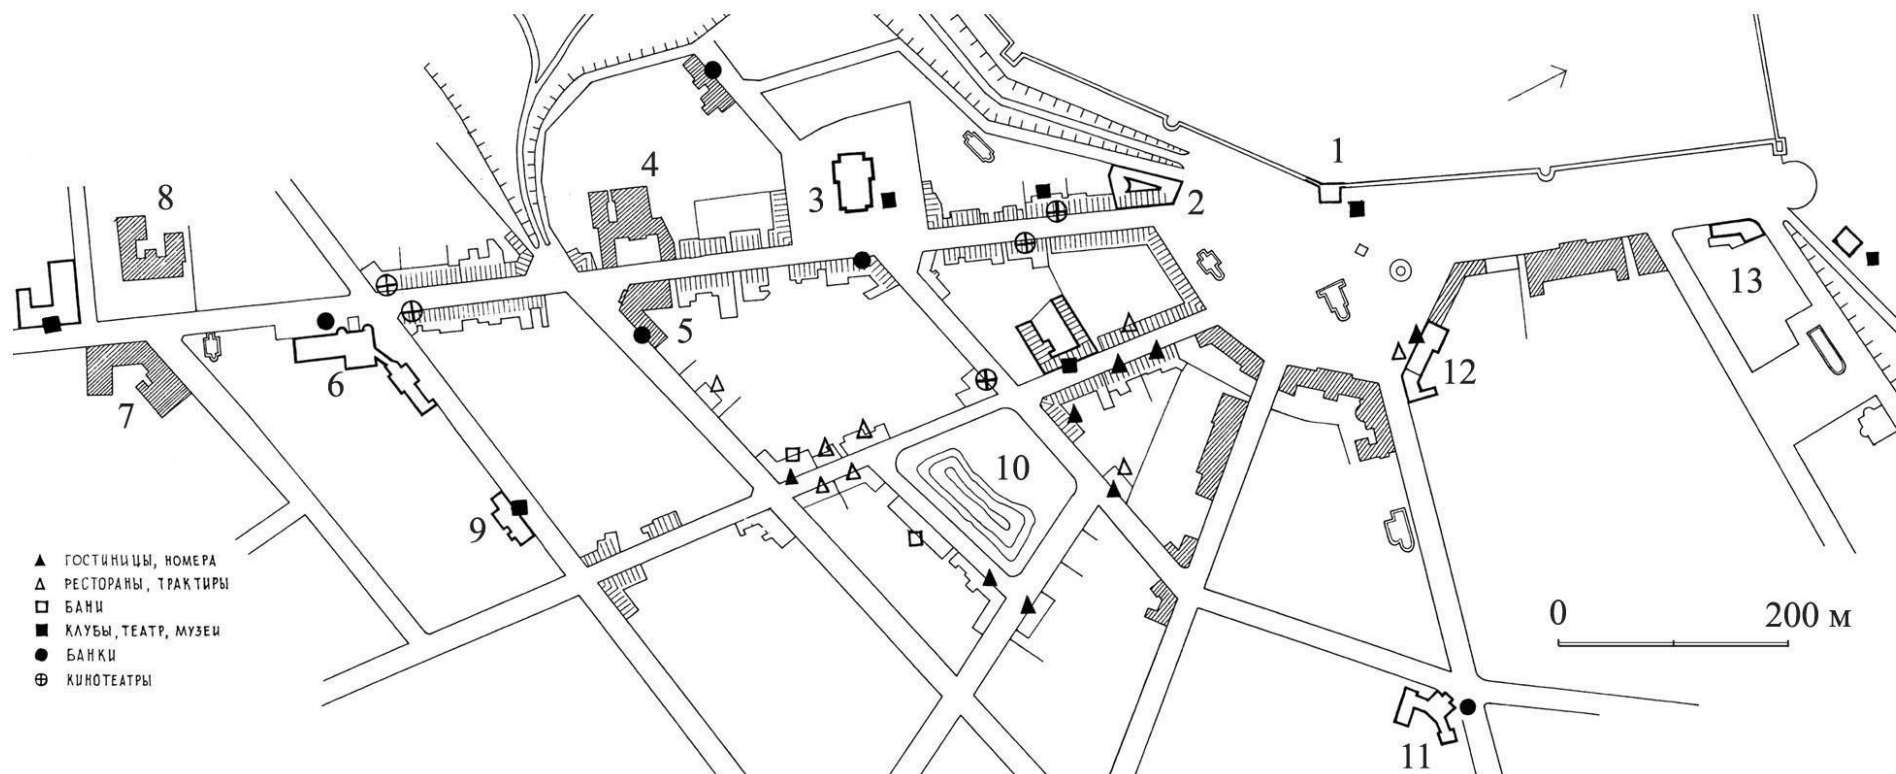 1
2
3
4
5
6
7
8
9
10
11
12
13
ГОСТИНИЦЫ, НОМЕРА
РЕСТОРАНЫ, ТРАКТИРЫ
БАНИ
КЛУБЫ, ТЕАТР, МУЗЕИ
БАНКИ
КИНОТЕАТРЫ
0 200 м